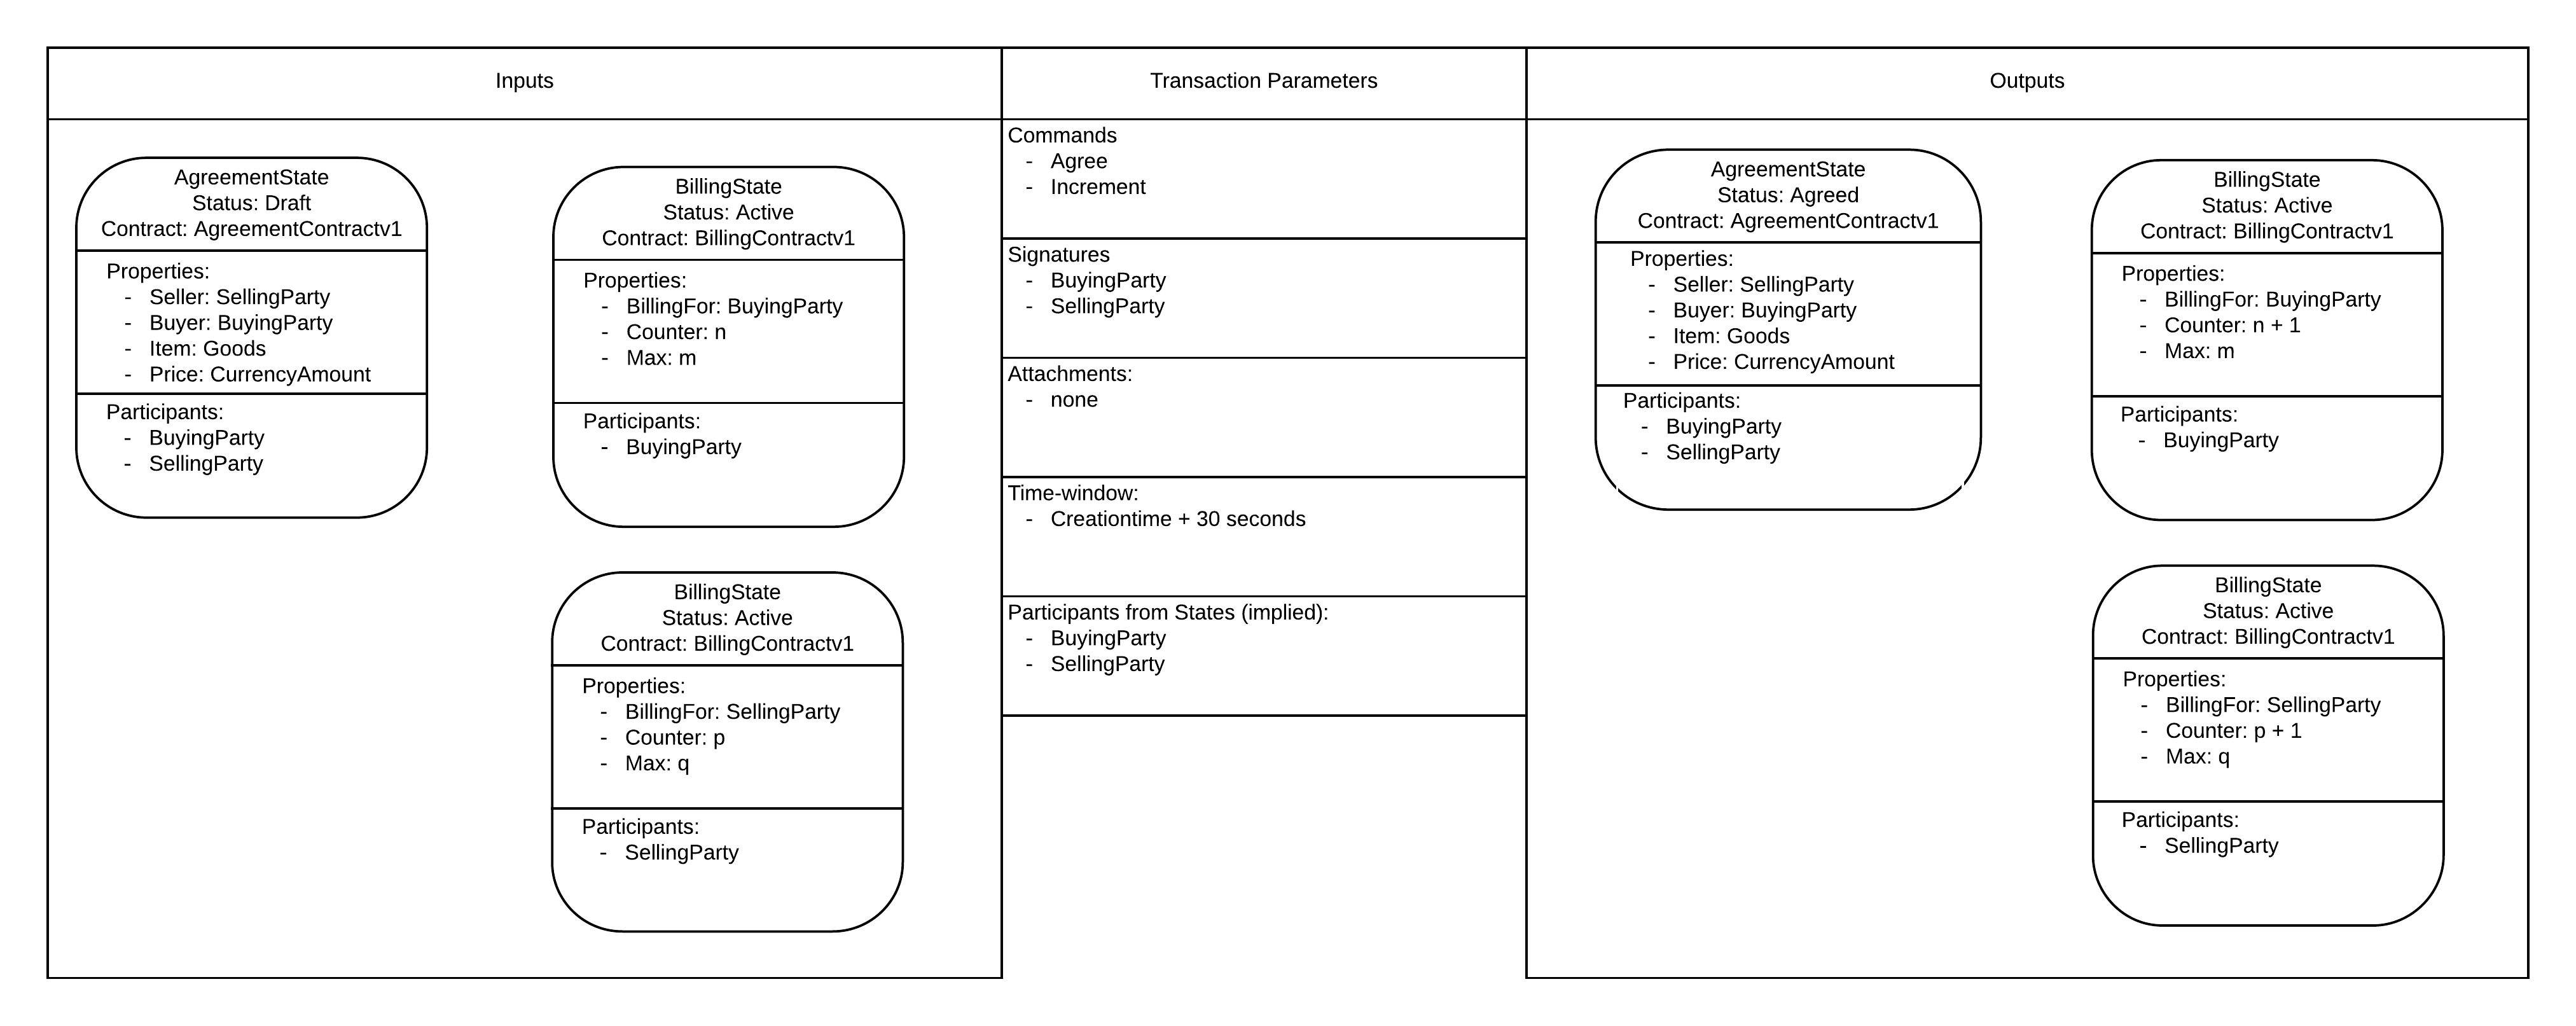 Inputs
AgreementState
Status: Draft
Contract: AgreementContractv1
Properties:
- Seller: SellingParty
- Buyer: BuyingParty
- Item: Goods
- Price: CurrencyAmount
Participants:
- BuyingParty
- SellingParty
BillingState
Status: Active
Contract: BillingContractv1
Properties:
- BillingFor: BuyingParty
- Counter: n
- Max: m
Participants:
- BuyingParty
BillingState
Status: Active
Contract: BillingContractv1
Properties:
- BillingFor: SellingParty
- Counter: p
- Max: q
Participants:
- SellingParty
Transaction Parameters
Commands
- Agree
- Increment
Signatures
- BuyingParty
- SellingParty
Attachments:
- none
Time-window:
- Creationtime + 30 seconds
Participants from States (implied):
- BuyingParty
- SellingParty
Outputs
AgreementState
Status: Agreed
Contract: AgreementContractv1
Properties:
- Seller: SellingParty
- Buyer: BuyingParty
- Item: Goods
- Price: CurrencyAmount
Participants:
- BuyingParty
- SellingParty
BillingState
Status: Active
Contract: BillingContractv1
Properties:
- BillingFor: BuyingParty
- Counter: n + 1
- Max: m
Participants:
- BuyingParty
BillingState
Status: Active
Contract: BillingContractv1
Properties:
- BillingFor: SellingParty
- Counter: p + 1
- Max: q
Participants:
- SellingParty